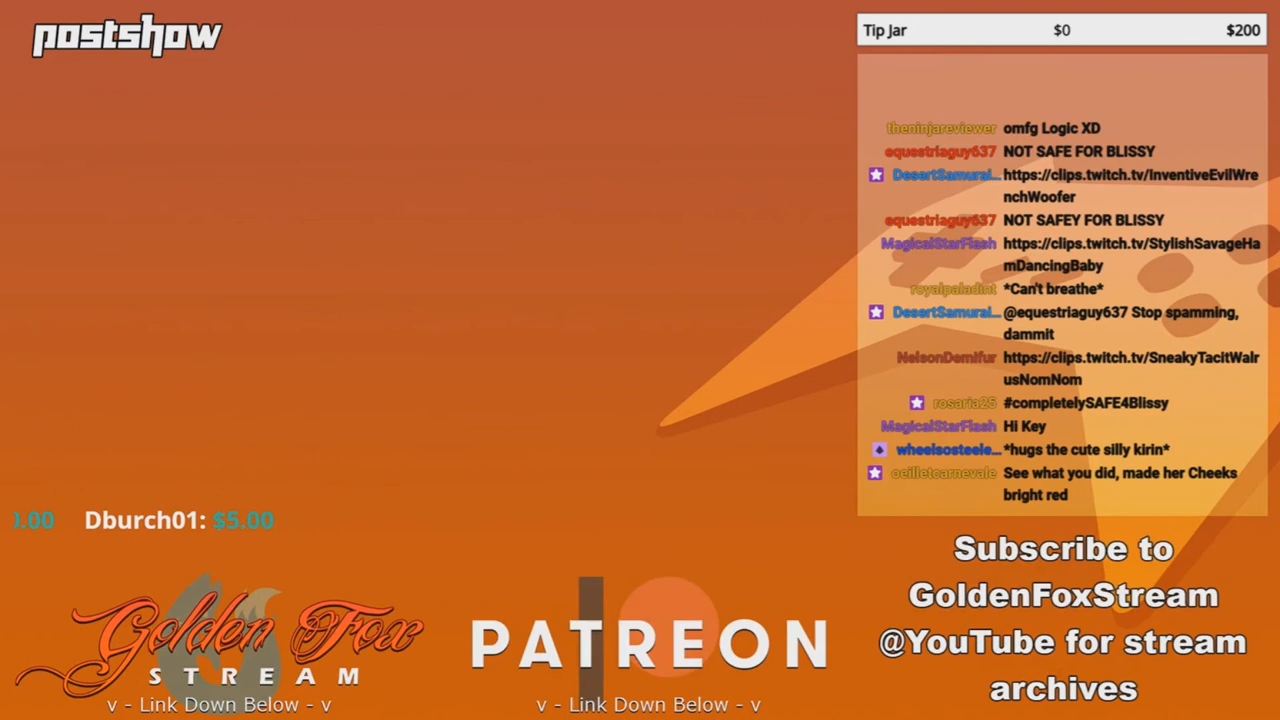 postshow
Tip Jar $0 $200
theninjareviewer omfg Logic XD
equestriaguy637 NOT SAFE FOR BLISSY
DesertSamurai... https://clips.twitch.tv/InventiveEvilWre
nchWoofer
equestriaguy637 NOT SAFEY FOR BLISSY
MagicalStarFlash https://clips.twitch.tv/StylishSavageHa
mDancingBaby
royalpaladint *Can't breathe*
DesertSamurai... @equestriaguy637 Stop spamming,
dammit
NelsonDemifur https://clips.twitch.tv/SneakyTacitWalr
usNomNom
rosaria25 #completelySAFE4Blissy
MagicalStarFlash Hi Key
wheelsosteele... *hugs the cute silly kirin*
oeilletcarnevale See what you did, made her Cheeks
bright red
.00 Dburch01: $5.00
Golden Fox
STREAM
v - Link Down Below - v
PATREON
v - Link Down Below - v
Subscribe to
GoldenFoxStream
@YouTube for stream
archives